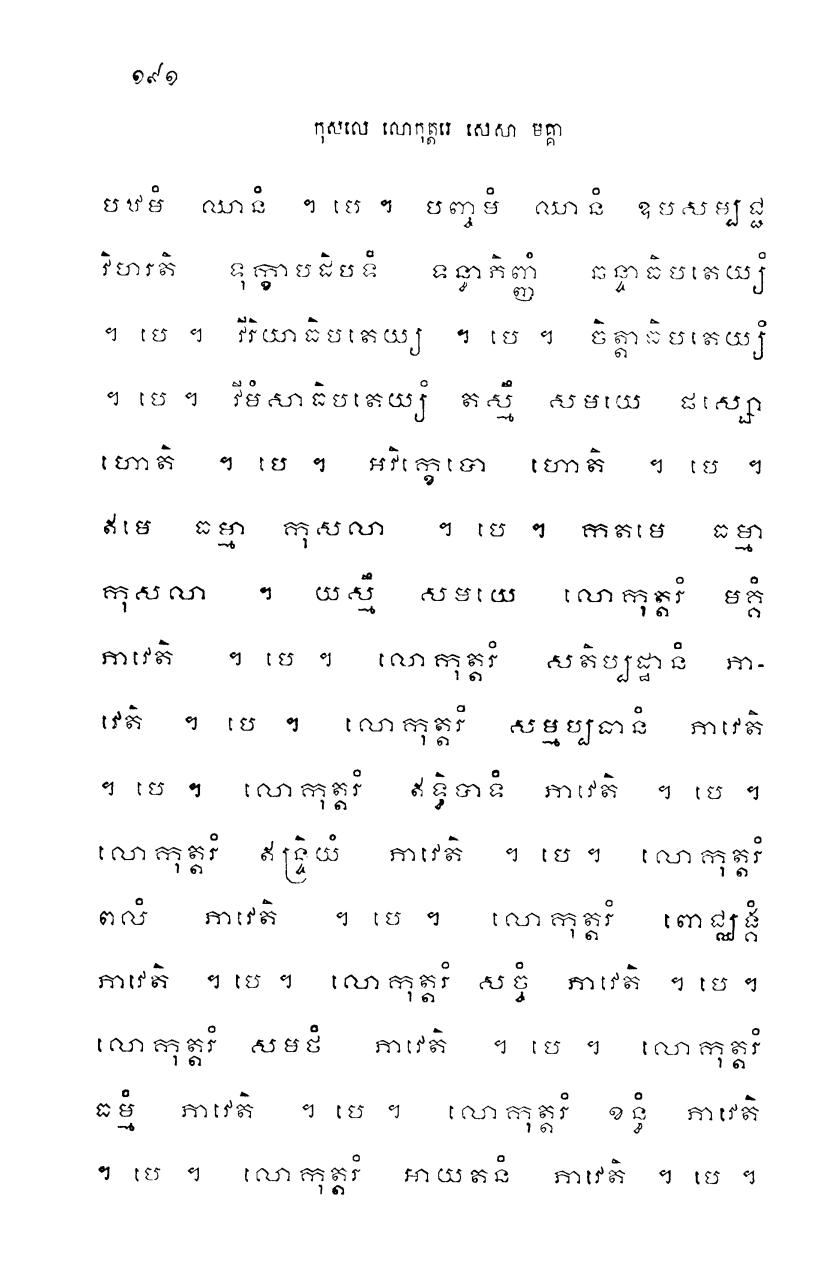 ១៩១
កុសលេ លោកុត្តរេ សេសា មគ្គា
បឋមំ ឈានំ ។ បេ ។ បញ្ចមំ ឈានំ ឧបសម្បជ្ជ
វិហរតិ ទុក្ខាបដិបទំ ទន្ធាភិញ្ញំ ឆន្ទាធិបតេយ្យំ
។ បេ ។ វីរិយាធិបតេយ្យ ។ បេ ។ ចិត្តាធិបតេយ្យំ
។ បេ ។ វីមំសាធិបតេយ្យំ តស្មឹ សមយេ ផស្សោ
ហោតិ ។ បេ ។ អវិក្ខេបោ ហោតិ ។ បេ ។
ឥមេ ធម្មា កុសលា ។ បេ ។ កតមេ ធម្មា
កុសលា ។ យស្មឹ សមយេ លោកុត្តរំ មគ្គំ
ភាវេតិ ។ បេ ។ លោកុត្តរំ សតិប្បដ្ឋានំ ភា-
វេតិ ។ បេ ។ លោកុត្តរំ សម្មប្បធានំ ភាវេតិ
។ បេ ។ លោកុត្តរំ ឥទ្ធិបាទំ ភាវេតិ ។ បេ ។
លោកុត្តរំ ឥន្ទ្រិយំ ភាវេតិ ។ បេ ។ លោកុត្តរំ
ពលំ ភាវេតិ ។ បេ ។ លោកុត្តរំ ពោជ្ឈង្គំ
ភាវេតិ ។ បេ ។ លោកុត្តរំ សច្ចំ ភាវេតិ ។ បេ ។
លោកុត្តរំ សមថំ ភាវេតិ ។ បេ ។ លោកុត្តរំ
ធម្មំ ភាវេតិ ។ បេ ។ លោកុត្តរំ ខន្ធំ ភាវេតិ
។ បេ ។ លោកុត្តរំ អាយតនំ ភាវេតិ ។ បេ ។